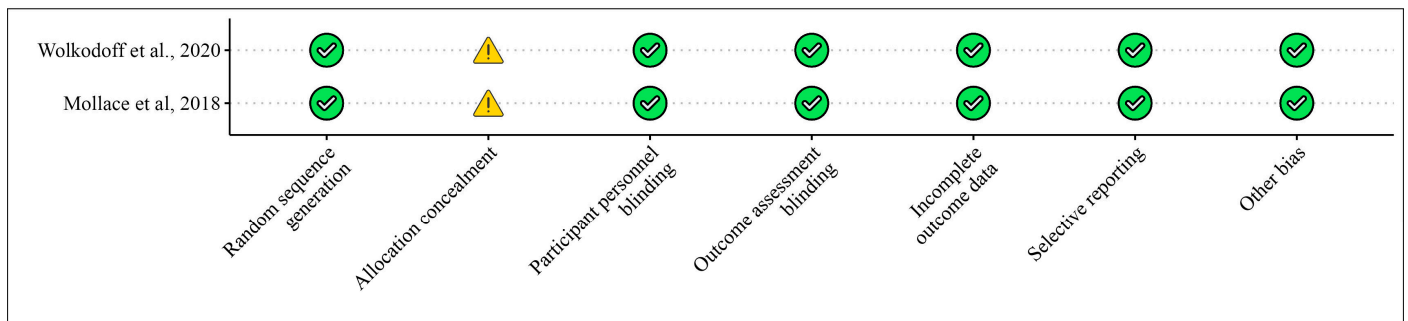 Wolkodoff et al., 2020
Mollace et al, 2018
Random sequence
generation
Allocation concealment
Participant personnel
blinding
Outcome assessment
blinding
Incomplete
outcome data
Selective reporting
Other bias